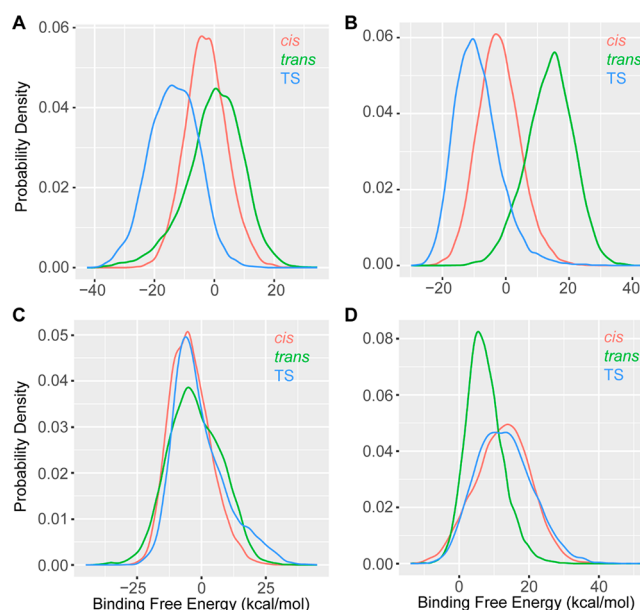 A
cis
trans
TS
Probability Density
0.06
0.04
0.02
0.00
−40
−20
0
20
B
cis
trans
TS
0.06
0.04
0.02
0.00
−20
0
20
40
C
cis
trans
TS
Probability Density
0.05
0.04
0.03
0.02
0.01
0.00
−25
0
25
Binding Free Energy (kcal/mol)
D
cis
trans
TS
0.08
0.06
0.04
0.02
0.00
0
20
40
Binding Free Energy (kcal/mol)